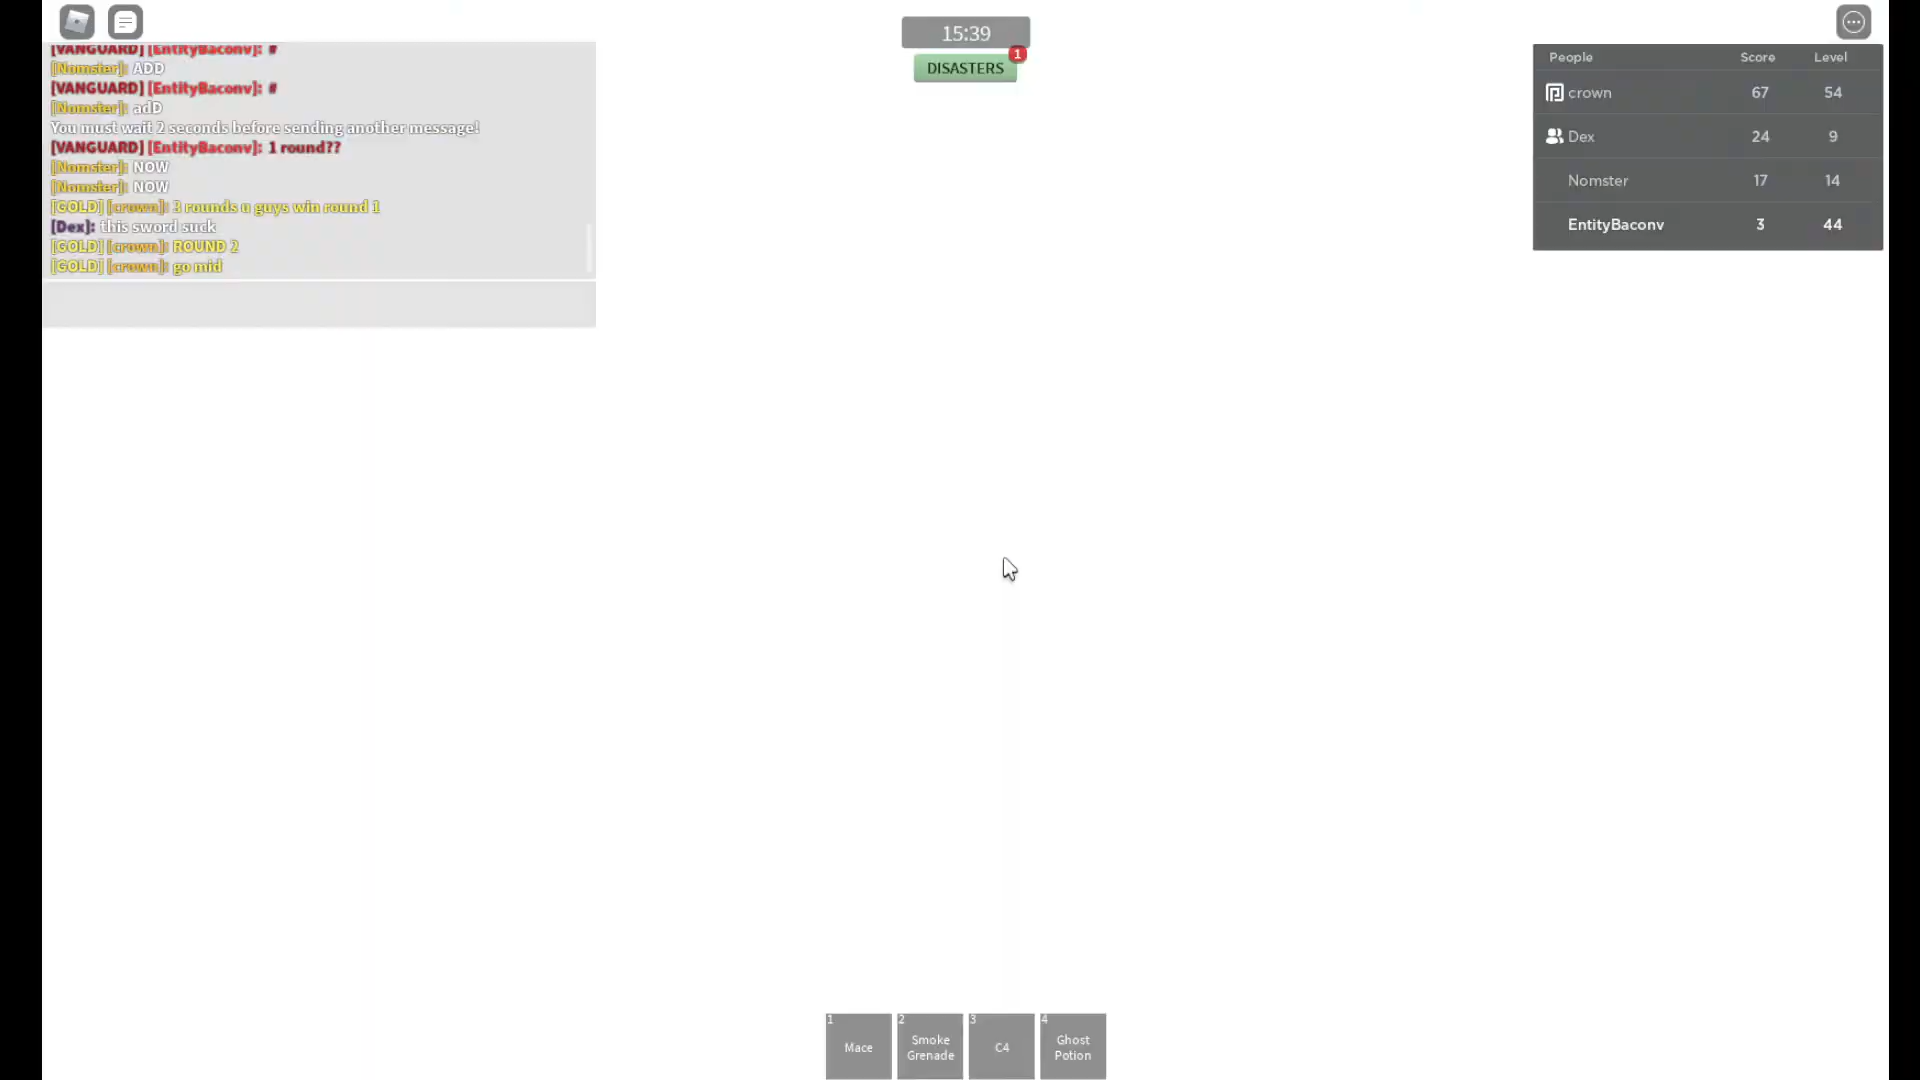 [VANGUARD] [EntityBaconv]: #
[Nomster]: ADD
[VANGUARD] [EntityBaconv]: #
[Nomster]: adD
You must wait 2 seconds before sending another message!
[VANGUARD] [EntityBaconv]: 1 round??
[Nomster]: NOW
[Nomster]: NOW
[GOLD] [crown]: 3 rounds u guys win round 1
[Dex]: this sword suck
[GOLD] [crown]: ROUND 2
[GOLD] [crown]: go mid
15:39
DISASTERS 1
People Score Level
crown 67 54
Dex 24 9
Nomster 17 14
EntityBaconv 3 44
1 Mace
2 Smoke
Grenade
3 C4
4 Ghost
Potion